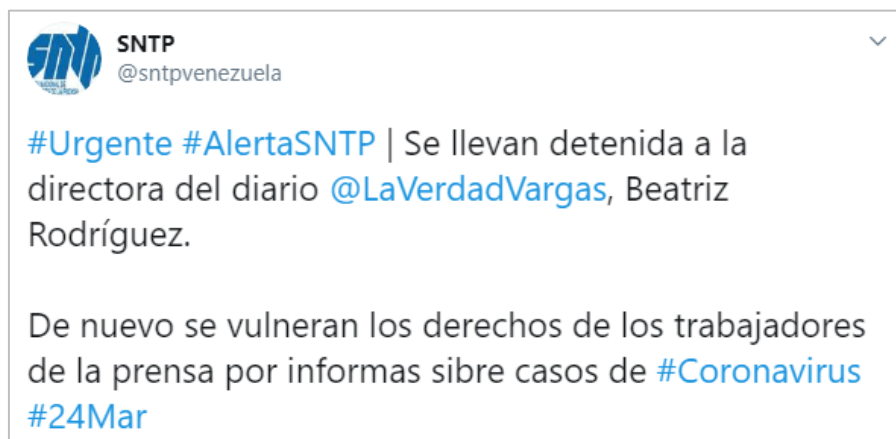 SNTP
@sntpvenezuela
#Urgente #AlertaSNTP | Se llevan detenida a la
directora del diario @LaVerdadVargas, Beatriz
Rodríguez.
De nuevo se vulneran los derechos de los trabajadores
de la prensa por informas sibre casos de #Coronavirus
#24Mar